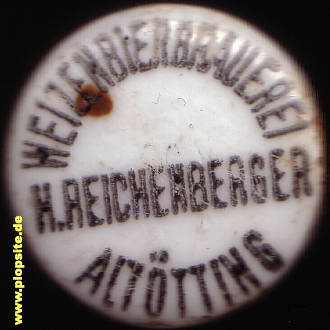 WEIZENBIERBRAUEREI
H.REICHENBERGER
ALTÖTTING
www.plopsite.de